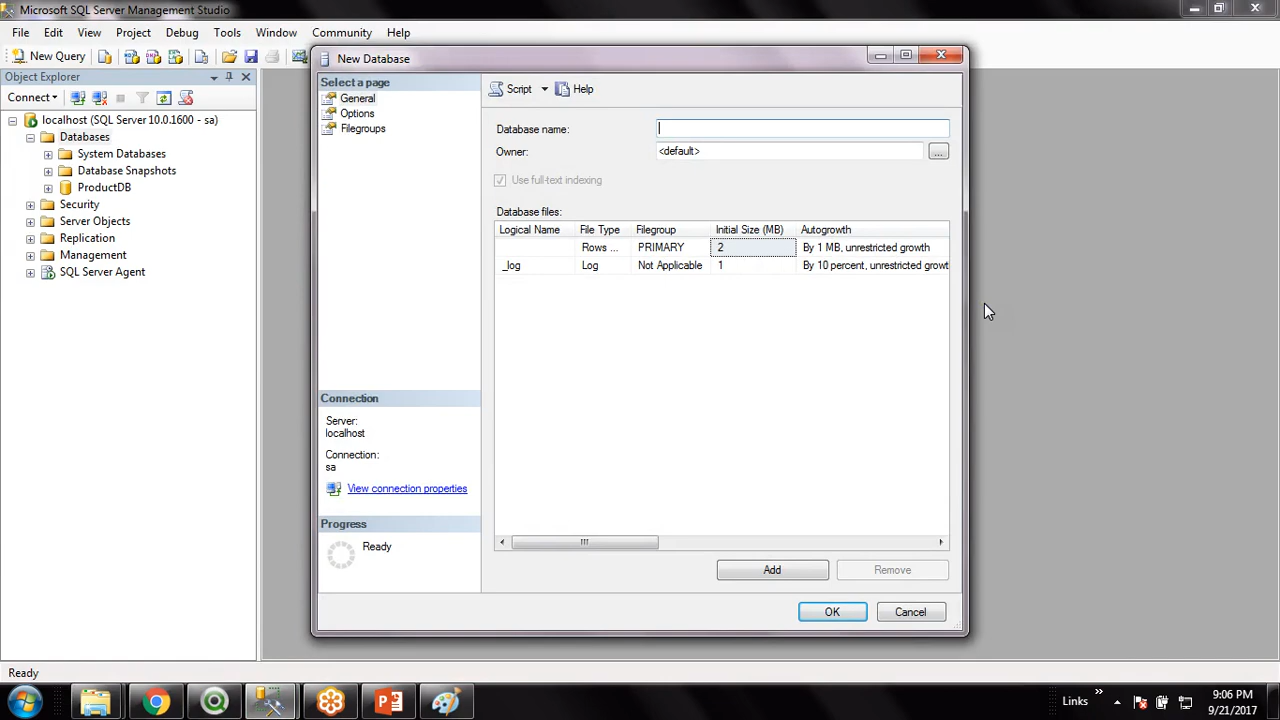 Microsoft SQL Server Management Studio
File Edit View Project Debug Tools Window Community Help
New Query
Object Explorer
Connect
localhost (SQL Server 10.0.1600 - sa)
Databases
System Databases
Database Snapshots
ProductDB
Security
Server Objects
Replication
Management
SQL Server Agent
New Database
Select a page
General
Options
Filegroups
Script Help
Database name:
Owner: <default> ...
Use full-text indexing
Database files:
Logical Name File Type Filegroup Initial Size (MB) Autogrowth
Rows ... PRIMARY 2 By 1 MB, unrestricted growth
_log Log Not Applicable 1 By 10 percent, unrestricted growt
Connection
Server:
localhost
Connection:
sa
View connection properties
Progress
Ready
Add Remove
OK Cancel
Ready
Links
9:06 PM
9/21/2017